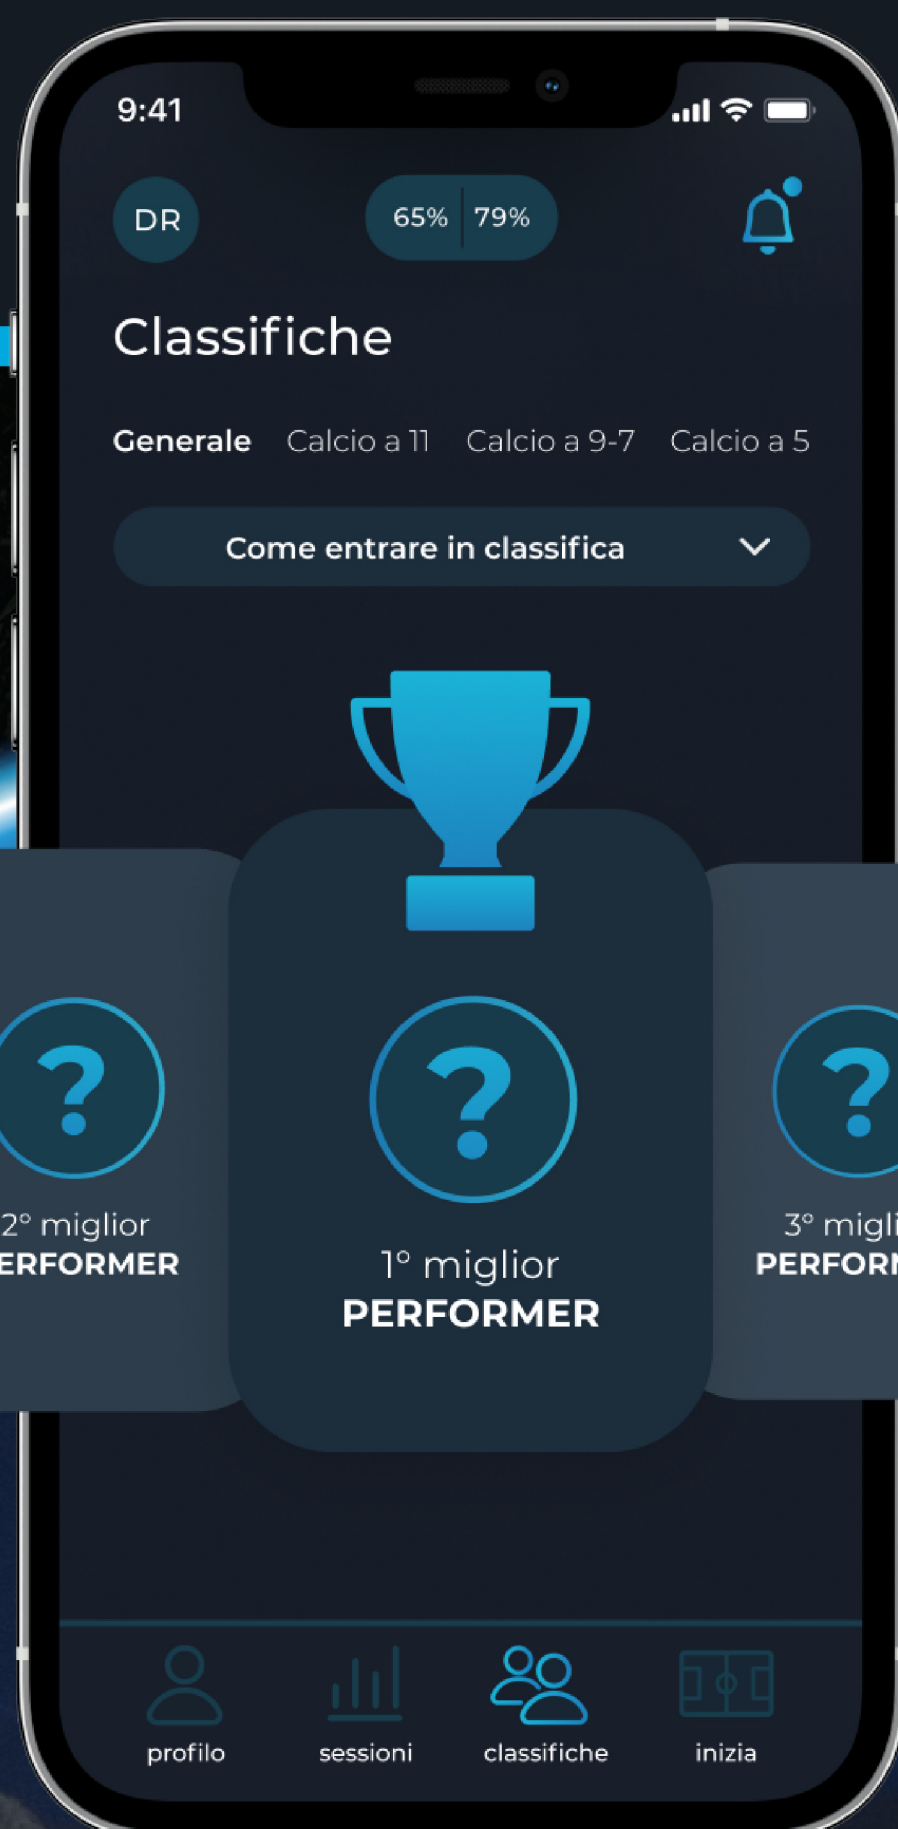 9:41
DR
65% 79%
Classifiche
Generale Calcio a 11 Calcio a 9-7 Calcio a 5
Come entrare in classifica
?
?
?
2° miglior
1° miglior
PERFORMER
3°
profilo sessioni classifiche inizia